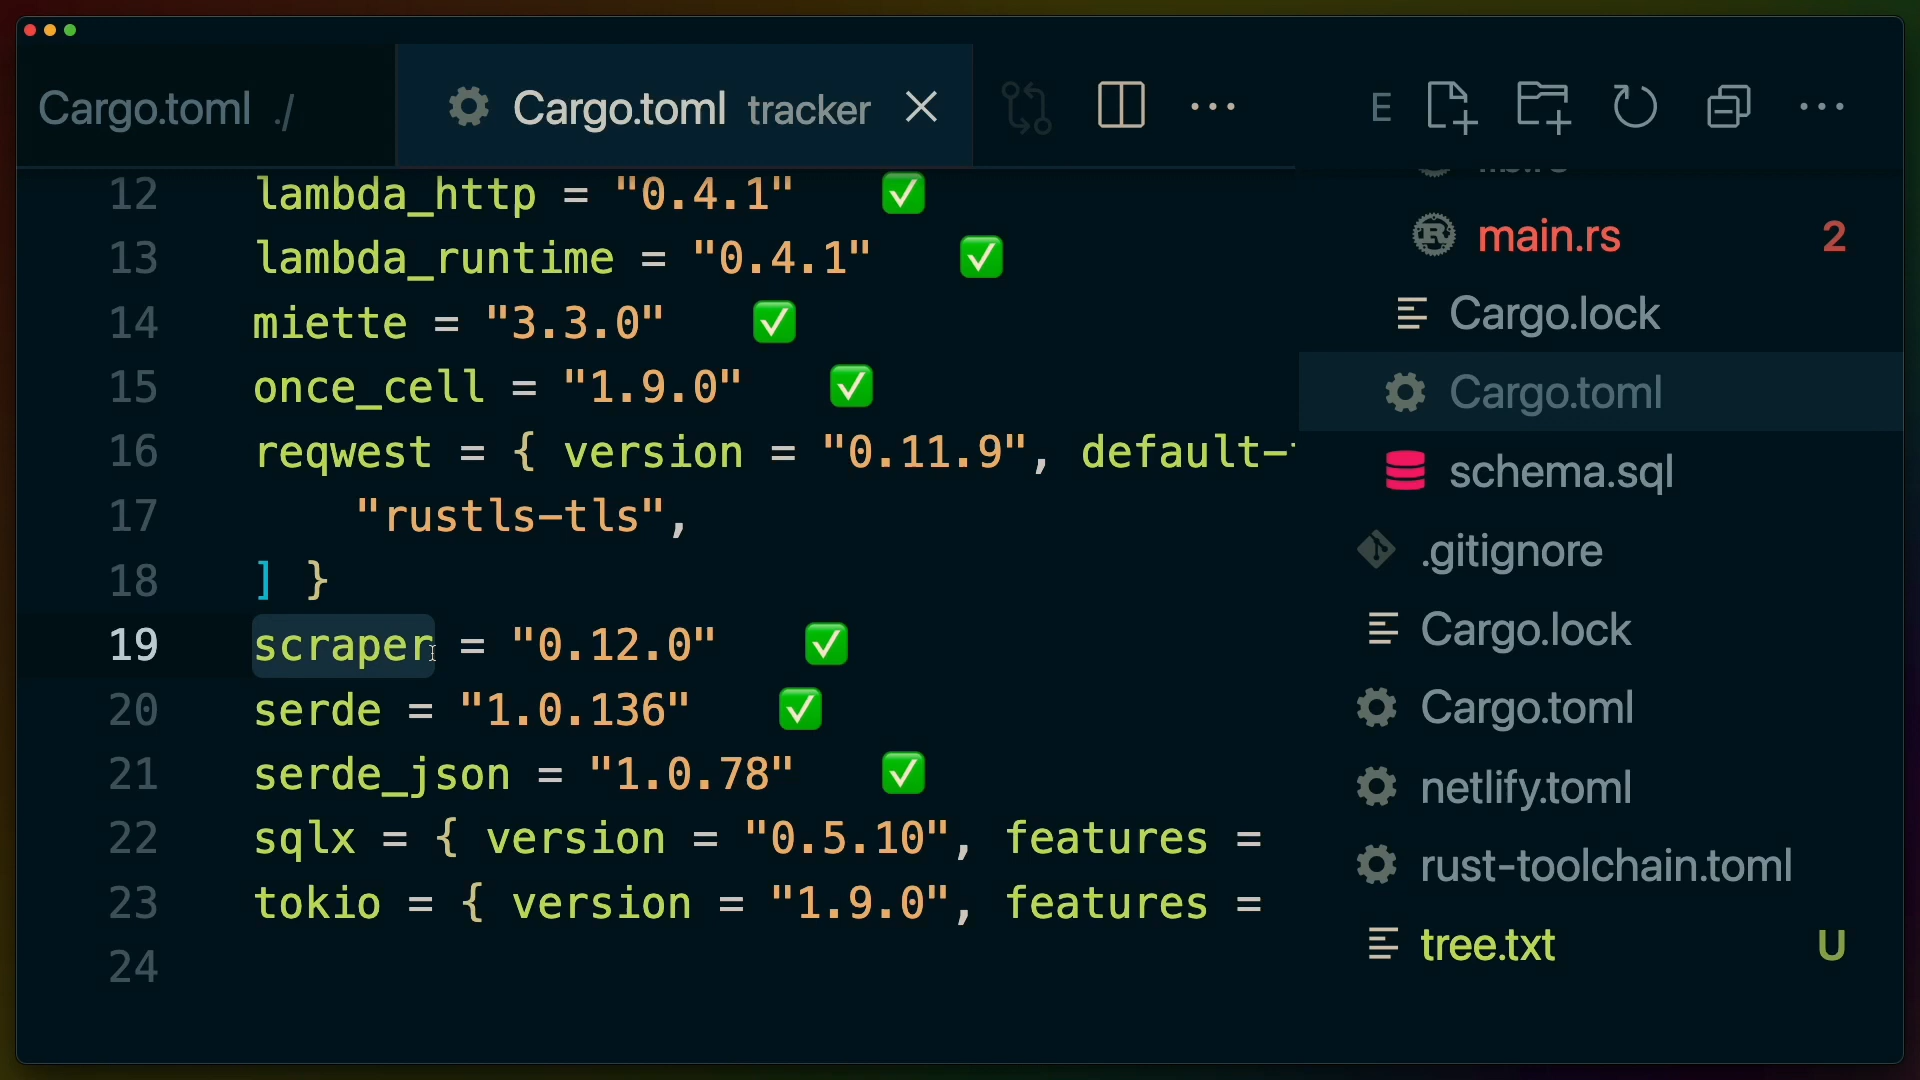 Cargo.toml ./
Cargo.toml tracker
E
12 lambda_http = "0.4.1" ✅
13 lambda_runtime = "0.4.1" ✅
14 miette = "3.3.0" ✅
15 once_cell = "1.9.0" ✅
16 reqwest = { version = "0.11.9", default-
17 "rustls-tls",
18 ] }
19 scraper = "0.12.0" ✅
20 serde = "1.0.136" ✅
21 serde_json = "1.0.78" ✅
22 sqlx = { version = "0.5.10", features =
23 tokio = { version = "1.9.0", features =
24
main.rs 2
Cargo.lock
Cargo.toml
schema.sql
.gitignore
Cargo.lock
Cargo.toml
netlify.toml
rust-toolchain.toml
tree.txt U